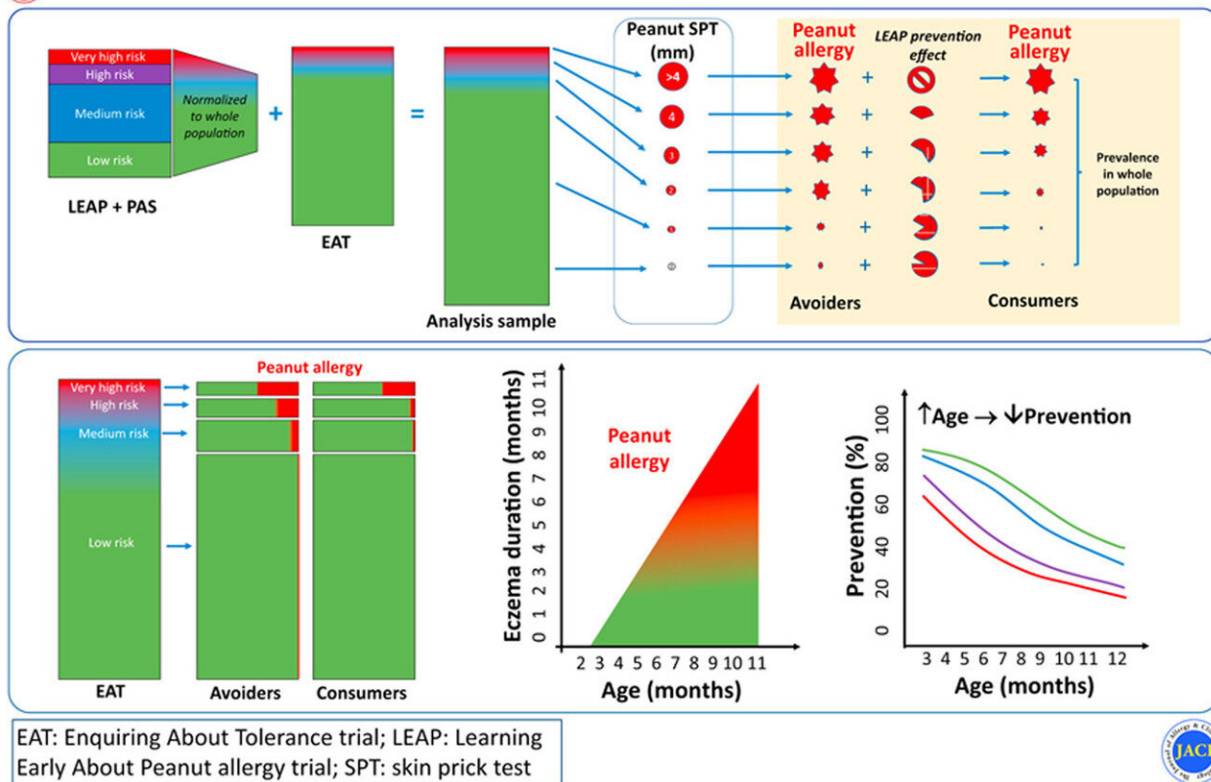 Very high risk
High risk
Medium risk
Low risk
Normalized
to whole
population
LEAP + PAS
+
EAT
=
Analysis sample
Peanut SPT
(mm)
>4
4
3
2
Peanut
allergy
LEAP prevention
effect
Peanut
allergy
+
+
+
+
+
+
Avoiders
Consumers
Prevalence
in whole
population
Very high risk
High risk
Medium risk
Low risk
EAT
Peanut allergy
Avoiders
Consumers
Eczema duration (months)
0 1 2 3 4 5 6 7 8 9 10 11
Peanut
allergy
2 3 4 5 6 7 8 9 10 11
Age (months)
↑Age → ↓Prevention
Prevention (%)
100
80
60
40
20
0
3 4 5 6 7 8 9 10 11 12
Age (months)
EAT: Enquiring About Tolerance trial; LEAP: Learning
Early About Peanut allergy trial; SPT: skin prick test
JACI